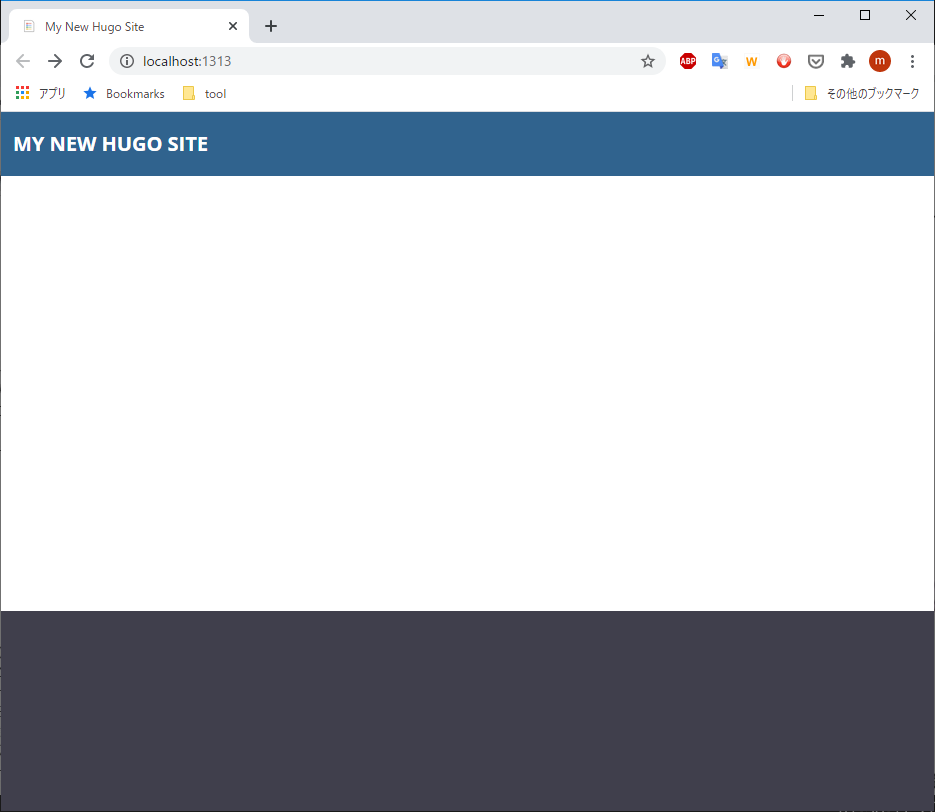 My New Hugo Site
localhost:1313
ABP
G
W
m
アプリ
Bookmarks
tool
その他のブックマーク
MY NEW HUGO SITE